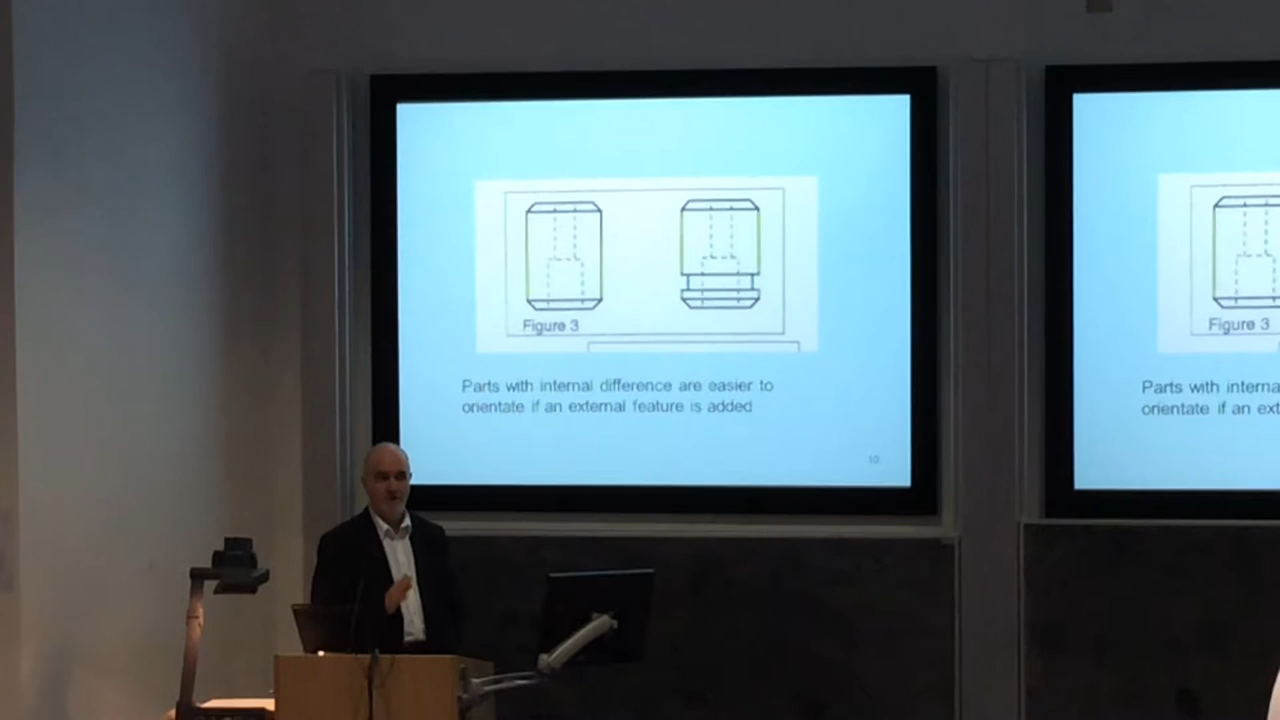 Figure 3
Parts with internal difference are easier to
orientate if an external feature is added
10
Figure 3
Parts with interna
orientate if an ext